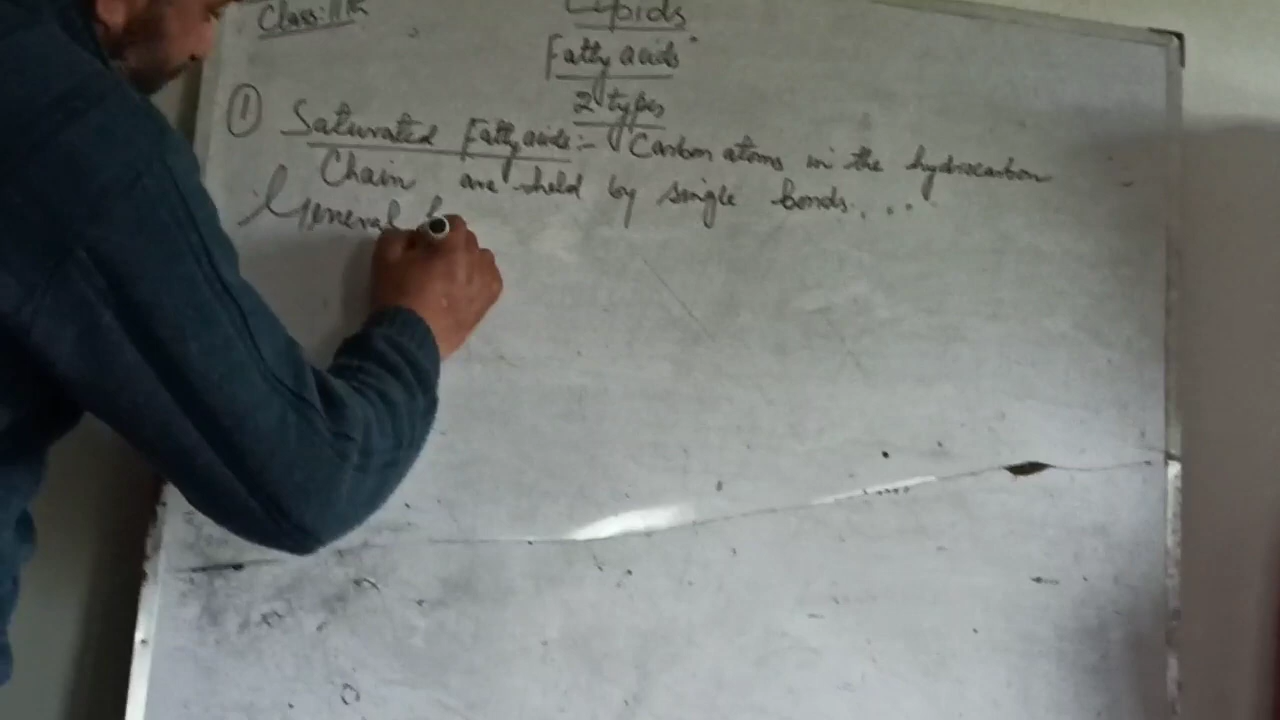 Class: 11th
Lipids
Fatty acids
2 types
① Saturated Fatty acids:- Carbon atoms in the hydrocarbon
Chain are held by single bonds...
General